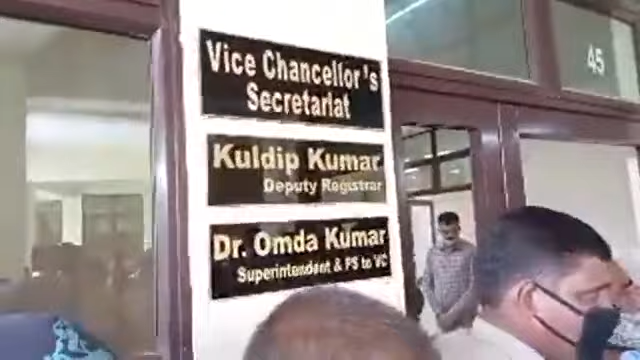 Vice Chancellor's
Secretariat
Kuldip Kumar
Deputy Registrar
Dr. Omda Kumar
Superintendent & PS to VC
45